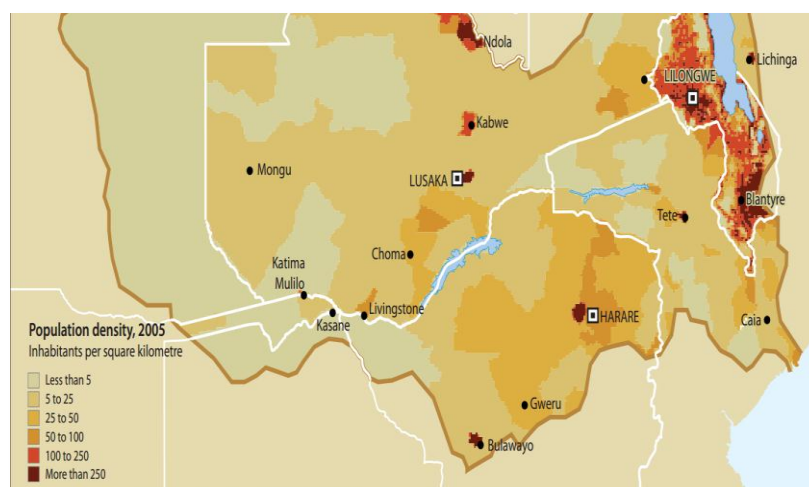 Ndola
Lichinga
LILONGWE
Kabwe
Mongu
LUSAKA
Blantyre
Tete
Choma
Katima
Mulilo
Livingstone
Kasane
HARARE
Caia
Gweru
Bulawayo
Population density, 2005
Inhabitants per square kilometre
Less than 5
5 to 25
25 to 50
50 to 100
100 to 250
More than 250